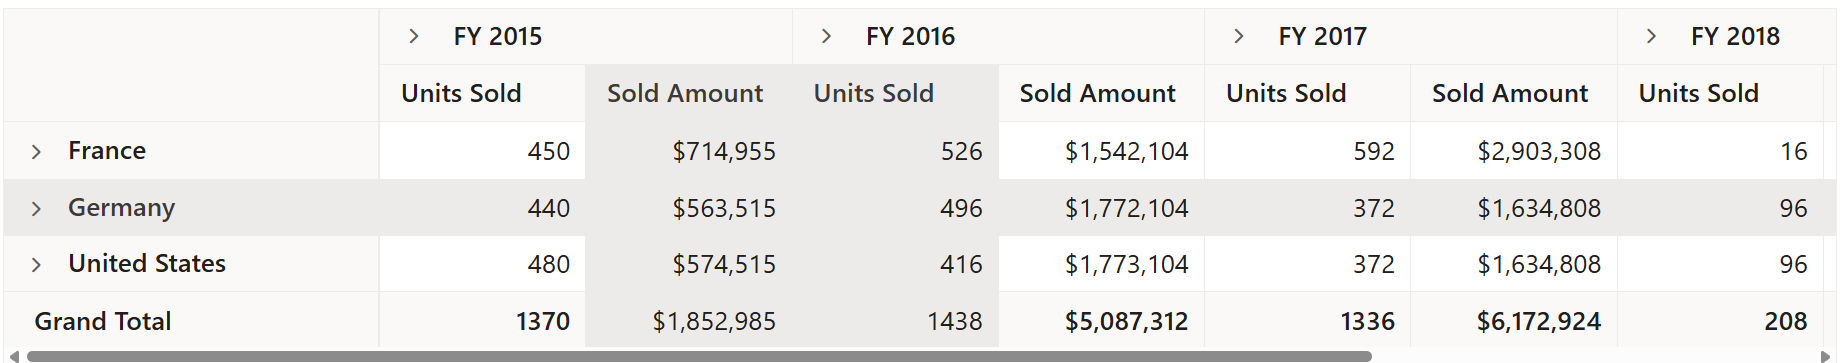 FY 2015 FY 2016 FY 2017 FY 2018
Units Sold Sold Amount Units Sold Sold Amount Units Sold Sold Amount Units Sold
France 450 $714,955 526 $1,542,104 592 $2,903,308 16
Germany 440 $563,515 496 $1,772,104 372 $1,634,808 96
United States 480 $574,515 416 $1,773,104 372 $1,634,808 96
Grand Total 1370 $1,852,985 1438 $5,087,312 1336 $6,172,924 208